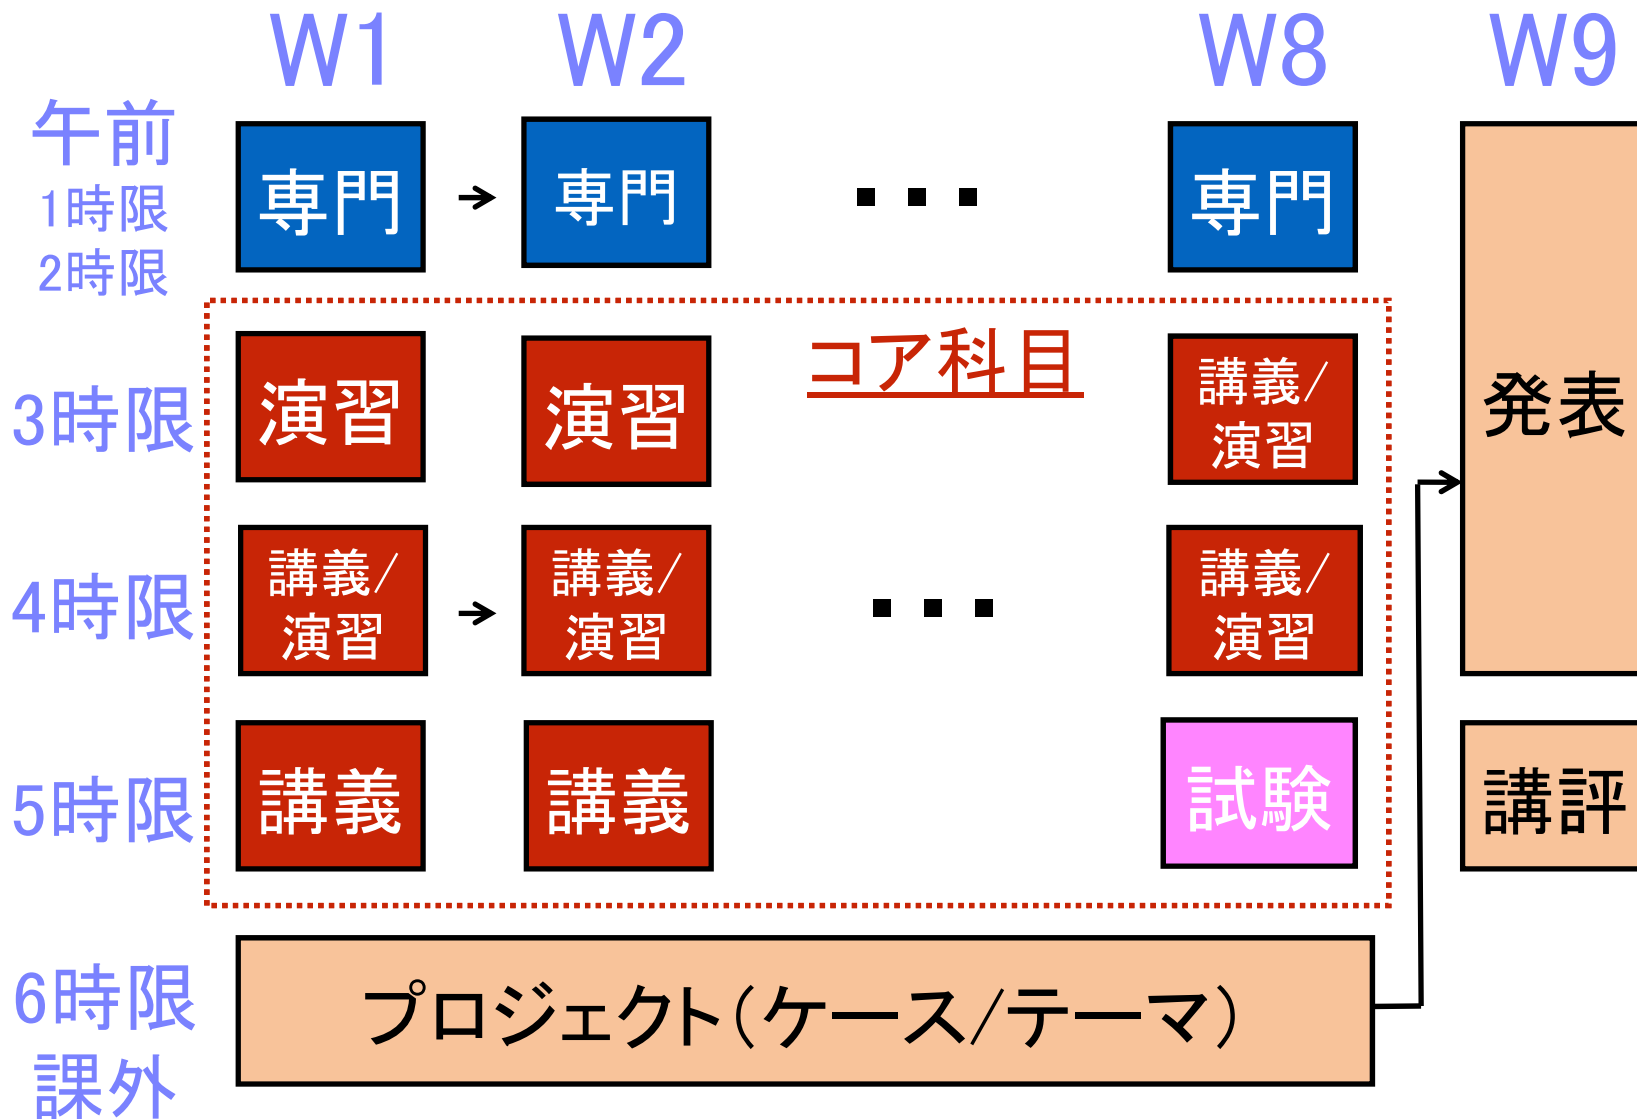 W1 W2 W8 W9
午前
1時限
2時限
専門 専門 ・・・ 専門
コア科目
3時限
演習 演習
講義/
演習
発表
4時限
講義/
演習
講義/
演習
・・・
講義/
演習
5時限
講義 講義 試験 講評
6時限
課外
プロジェクト(ケース/テーマ)